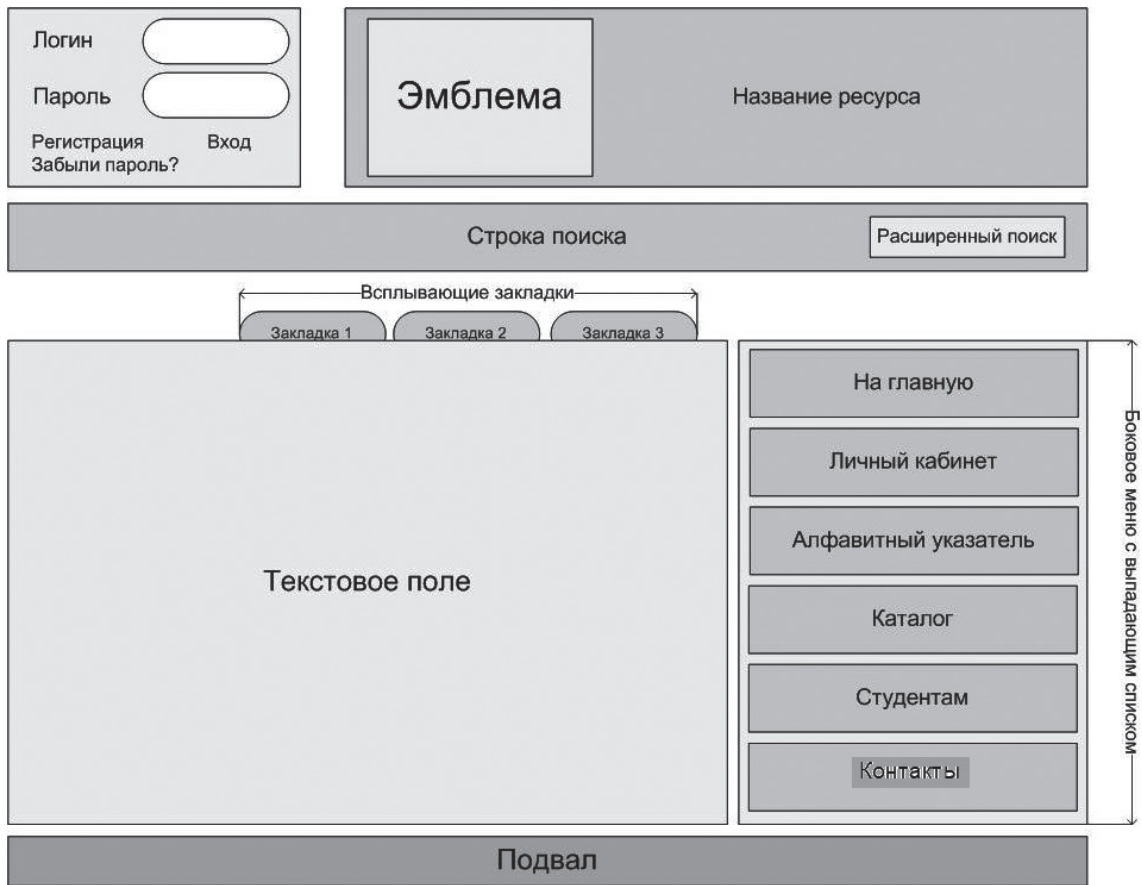 Логин
Пароль
Регистрация
Вход
Забыли пароль?
Эмблема
Название ресурса
Строка поиска
Расширенный поиск
Всплывающие закладки
Закладка 1
Закладка 2
Закладка 3
Текстовое поле
На главную
Личный кабинет
Алфавитный указатель
Каталог
Студентам
Контакты
Боковое меню с выпадающим списком
Подвал